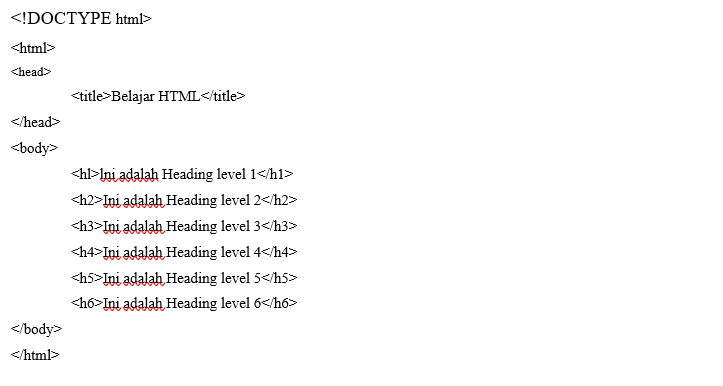 <!DOCTYPE html>
<html>
<head>
<title>Belajar HTML</title>
</head>
<body>
<hl>lni adalah Heading level 1</h1>
<h2>Ini adalah Heading level 2</h2>
<h3>Ini adalah Heading level 3</h3>
<h4>Ini adalah Heading level 4</h4>
<h5>Ini adalah Heading level 5</h5>
<h6>Ini adalah Heading level 6</h6>
</body>
</html>